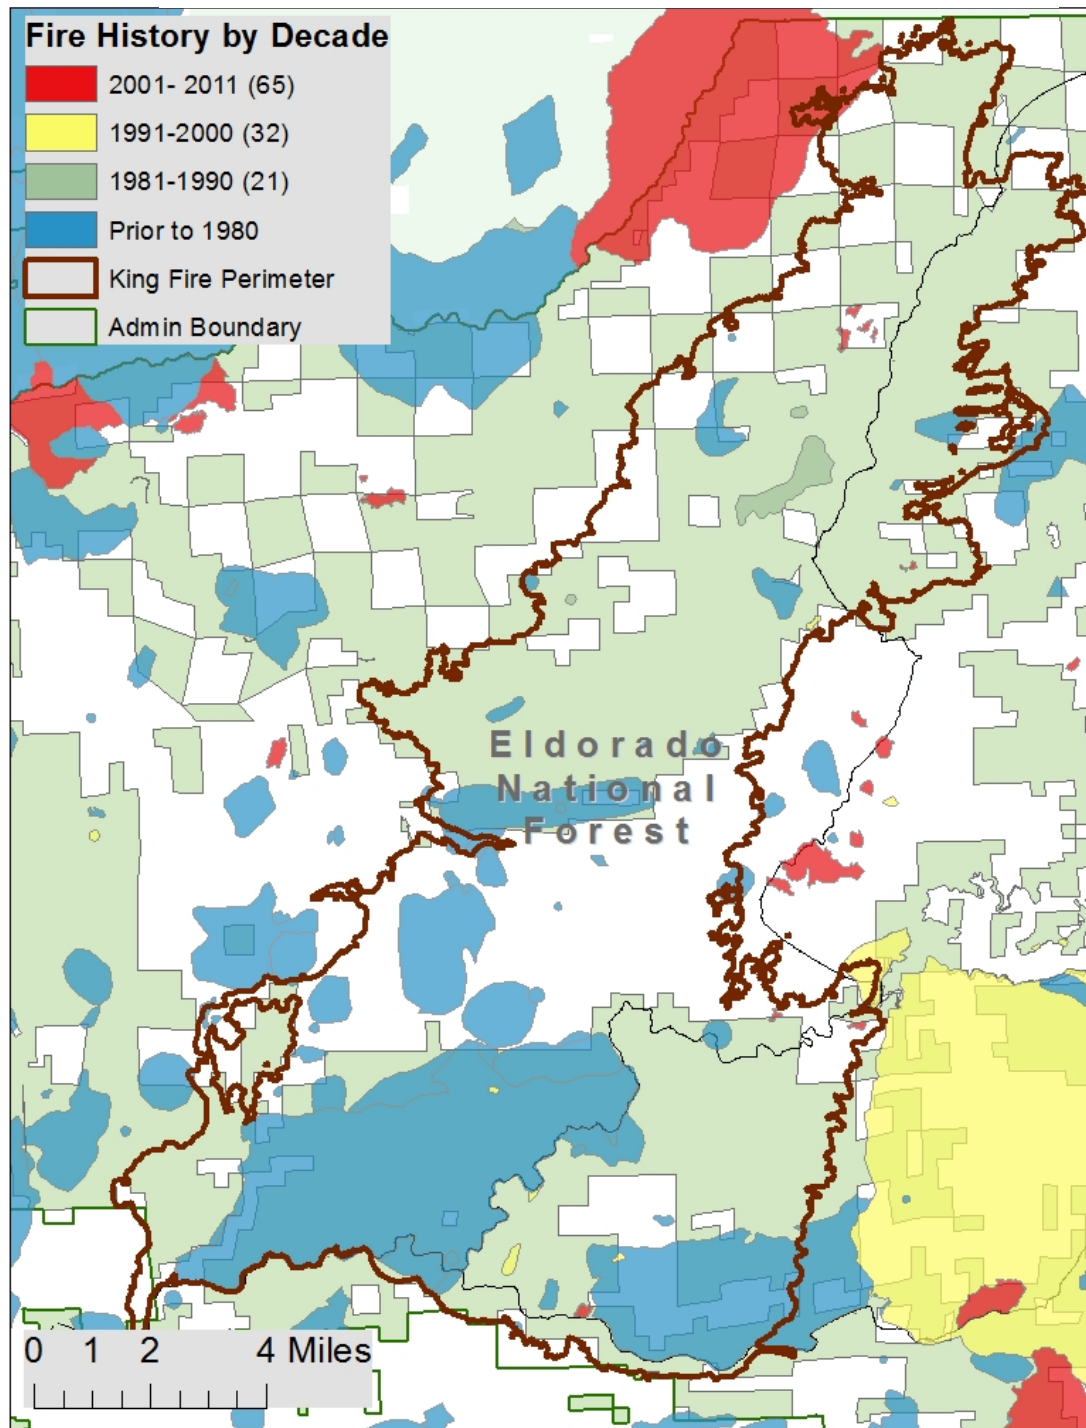 Fire History by Decade
2001- 2011 (65)
1991-2000 (32)
1981-1990 (21)
Prior to 1980
King Fire Perimeter
Admin Boundary
Eldorado
National
Forest
0 1 2 4 Miles